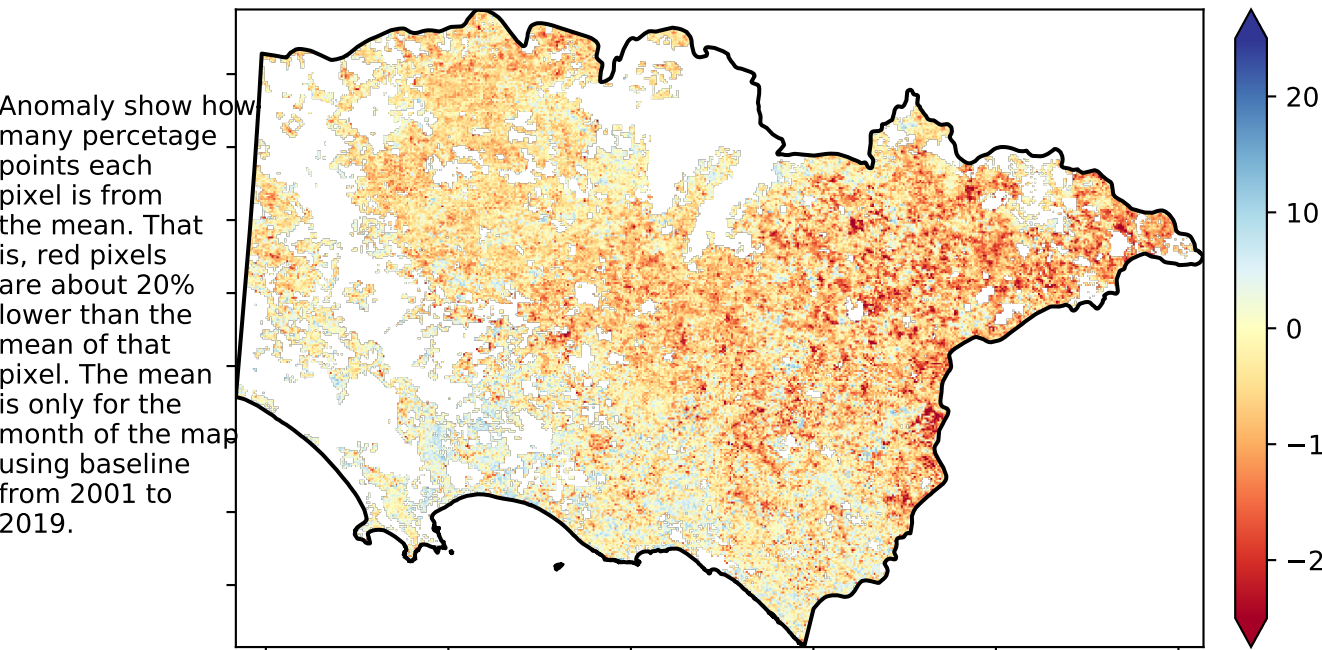 Anomaly show how
many percetage
points each
pixel is from
the mean. That
is, red pixels
are about 20%
lower than the
mean of that
pixel. The mean
is only for the
month of the map
using baseline
from 2001 to
2019.
20
10
0
−1
−2